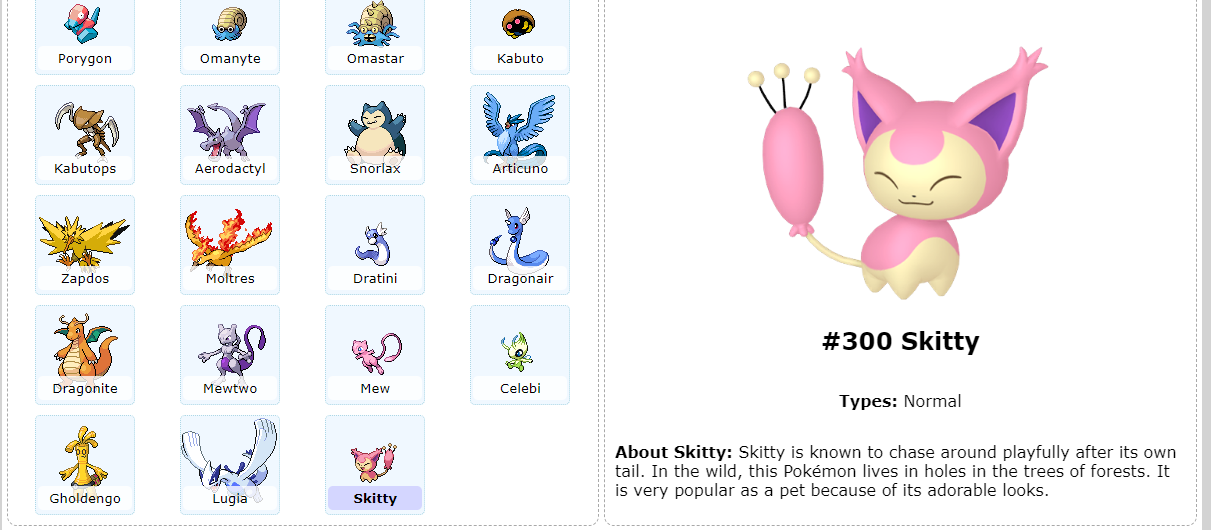 Porygon
Omanyte
Omastar
Kabuto
Kabutops
Aerodactyl
Snorlax
Articuno
Zapdos
Moltres
Dratini
Dragonair
Dragonite
Mewtwo
Mew
Celebi
Gholdengo
Lugia
Skitty
#300 Skitty
Types: Normal
About Skitty: Skitty is known to chase around playfully after its own
tail. In the wild, this Pokémon lives in holes in the trees of forests. It
is very popular as a pet because of its adorable looks.